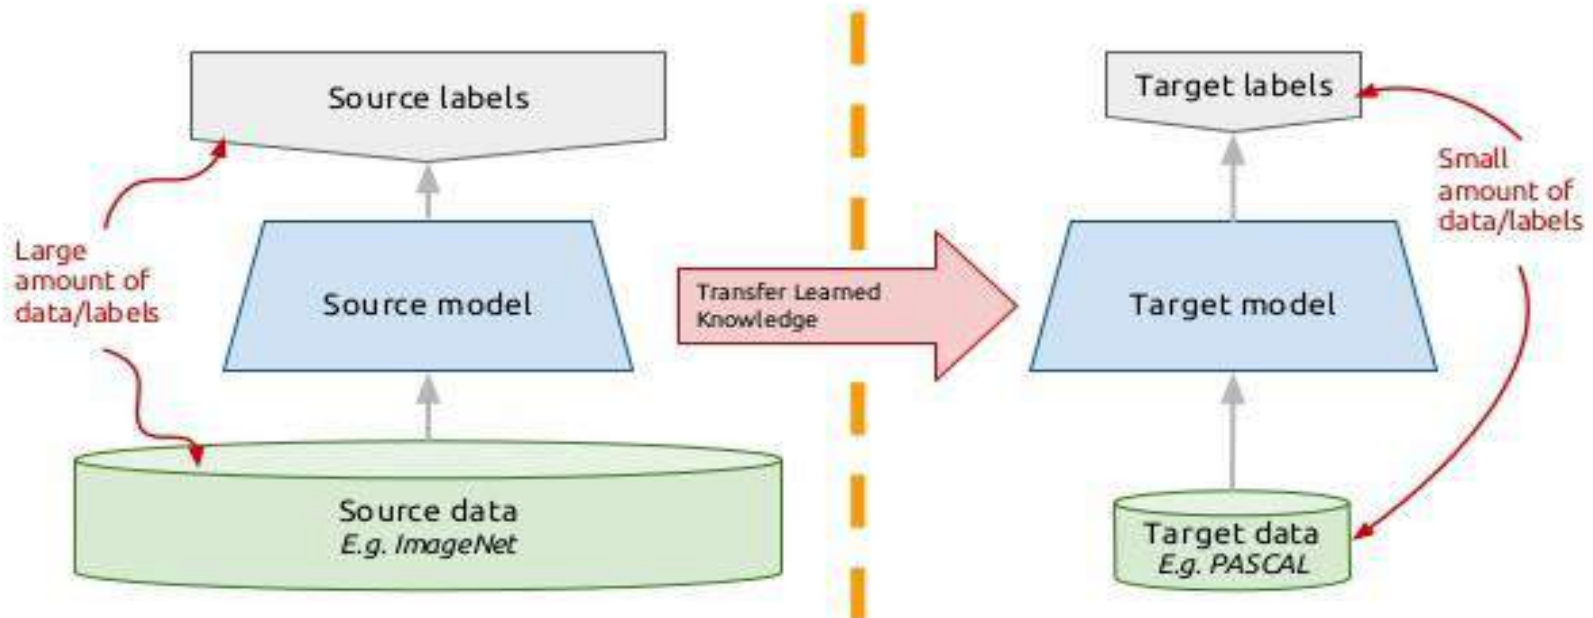 Source labels
Large
amount of
data/labels
Source model
Source data
E.g. ImageNet
Transfer Learned
Knowledge
Target labels
Small
amount of
data/labels
Target model
Target data
E.g. PASCAL